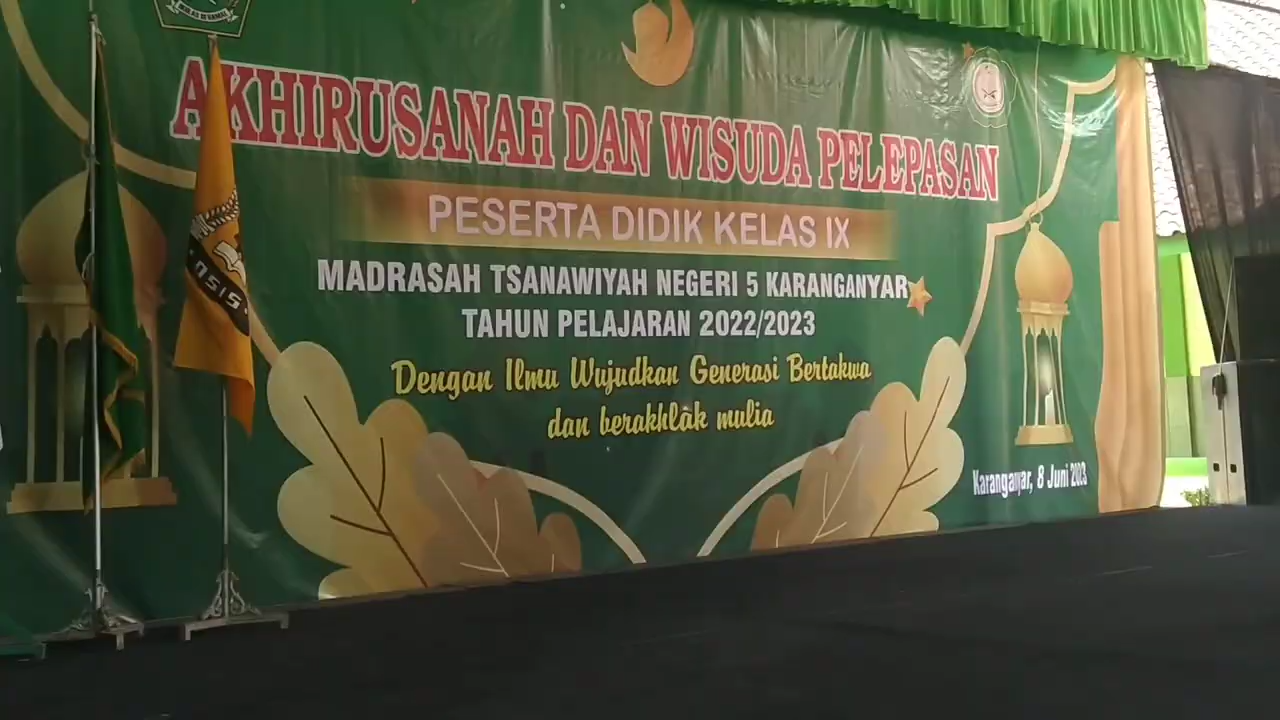 AKHIRUSANAH DAN WISUDA PELEPASAN
PESERTA DIDIK KELAS IX
MADRASAH TSANAWIYAH NEGERI 5 KARANGANYAR
TAHUN PELAJARAN 2022/2023
Dengan Ilmu Wujudkan Generasi Bertakwa
dan berakhlak mulia
Karanganyar, 8 Juni 2023
OSIS